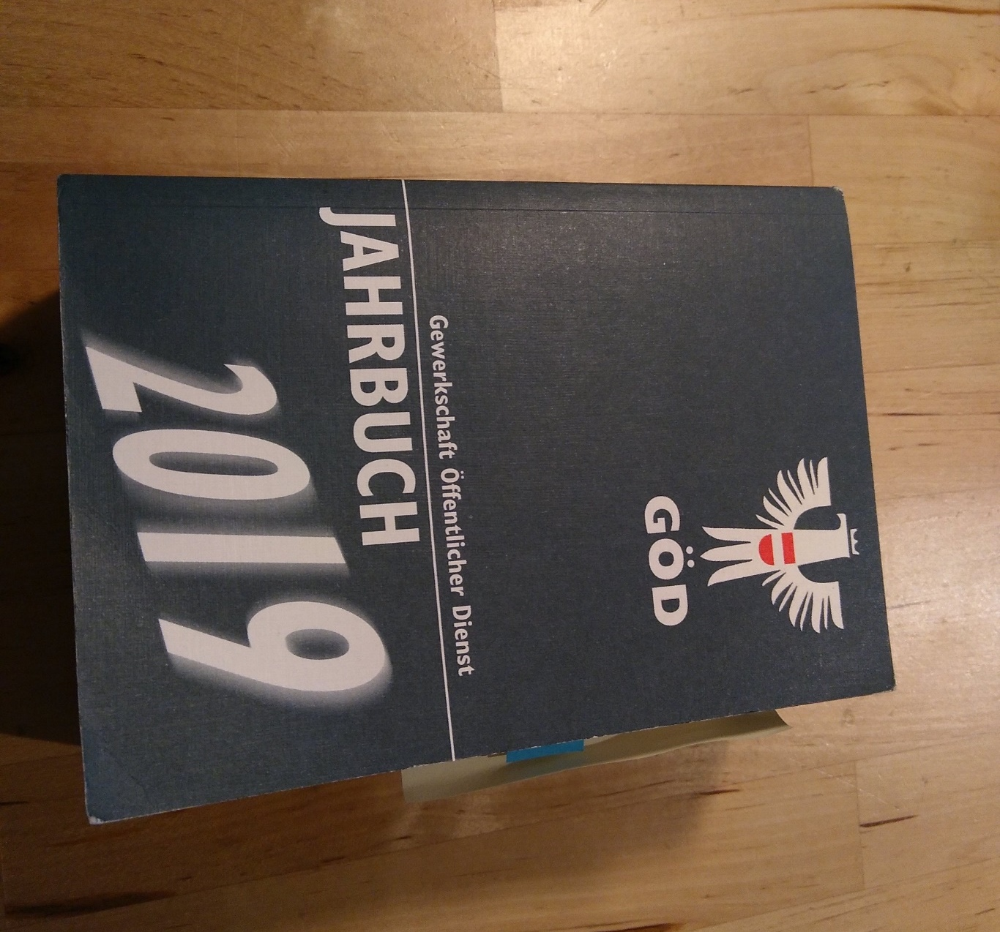 GÖD
Gewerkschaft Öffentlicher Dienst
JAHRBUCH
2019